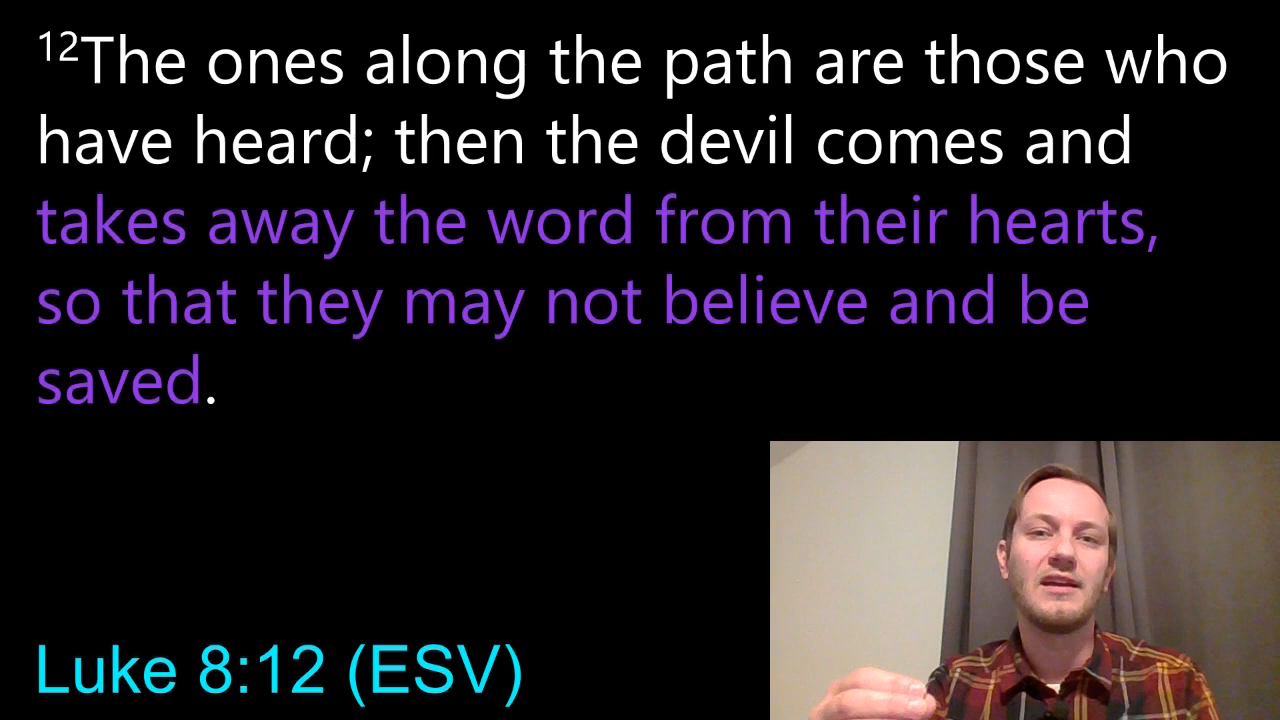 12The ones along the path are those who
have heard; then the devil comes and
takes away the word from their hearts,
so that they may not believe and be
saved.
Luke 8:12 (ESV)